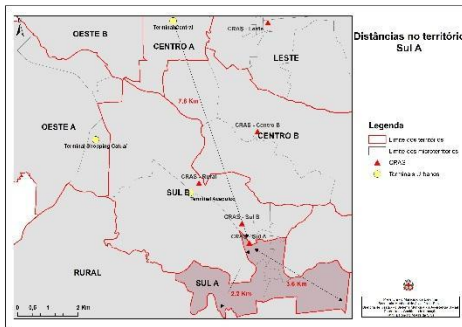 Distâncias no território
Sul A
OESTE B
Terminal Central
CENTRO A
CRAS - Leste
LESTE
7.6 Km
OESTE A
CRAS - Centro B
CENTRO B
Terminal Shopping Catuaí
CRAS - Rural
SUL B
Terminal Acapulco
CRAS - Sul B
CRAS - Sul A
RURAL
SUL A
2.2 Km
3.6 Km
0 0,5 1 2 Km
Legenda
Limite dos territórios
Limite dos microterritórios
CRAS
Terminais Urbanos